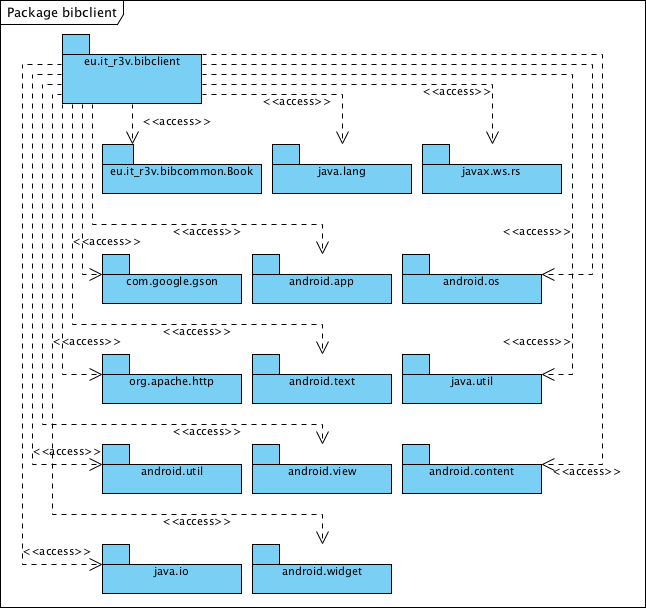 Package bibclient
eu.it_r3v.bibclient
<<access>>
<<access>>
<<access>>
eu.it_r3v.bibcommon.Book
java.lang
javax.ws.rs
<<access>>
<<access>>
<<access>>
com.google.gson
android.app
android.os
<<access>>
<<access>>
<<access>>
org.apache.http
android.text
java.util
<<access>>
<<access>>
<<access>>
android.util
android.view
android.content
<<access>>
<<access>>
java.io
android.widget